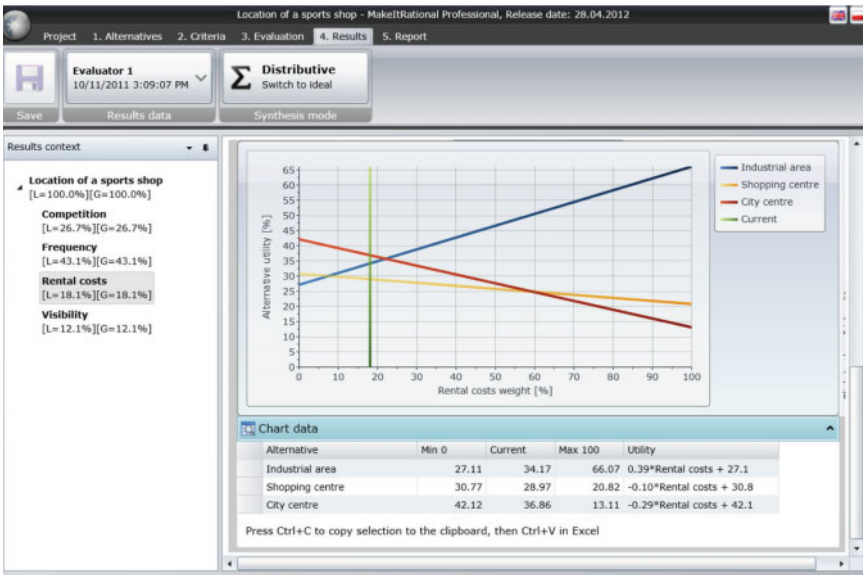 Location of a sports shop - MakeItRational Professional, Release date: 28.04.2012
Project 1. Alternatives 2. Criteria 3. Evaluation 4. Results 5. Report
Evaluator 1
10/11/2011 3:09:07 PM
Distributive
Switch to ideal
Save Results data Synthesis mode
Results context
Location of a sports shop
[L=100.0%][G=100.0%]
Competition
[L=26.7%][G=26.7%]
Frequency
[L=43.1%][G=43.1%]
Rental costs
[L=18.1%][G=18.1%]
Visibility
[L=12.1%][G=12.1%]
Alternative utility [%]
65
60
55
50
45
40
35
30
25
20
15
10
5
0
0 10 20 30 40 50 60 70 80 90 100
Rental costs weight [%]
Industrial area
Shopping centre
City centre
Current
Chart data
Alternative Min 0 Current Max 100 Utility
Industrial area 27.11 34.17 66.07 0.39*Rental costs + 27.1
Shopping centre 30.77 28.97 20.82 -0.10*Rental costs + 30.8
City centre 42.12 36.86 13.11 -0.29*Rental costs + 42.1
Press Ctrl+C to copy selection to the clipboard, then Ctrl+V in Excel